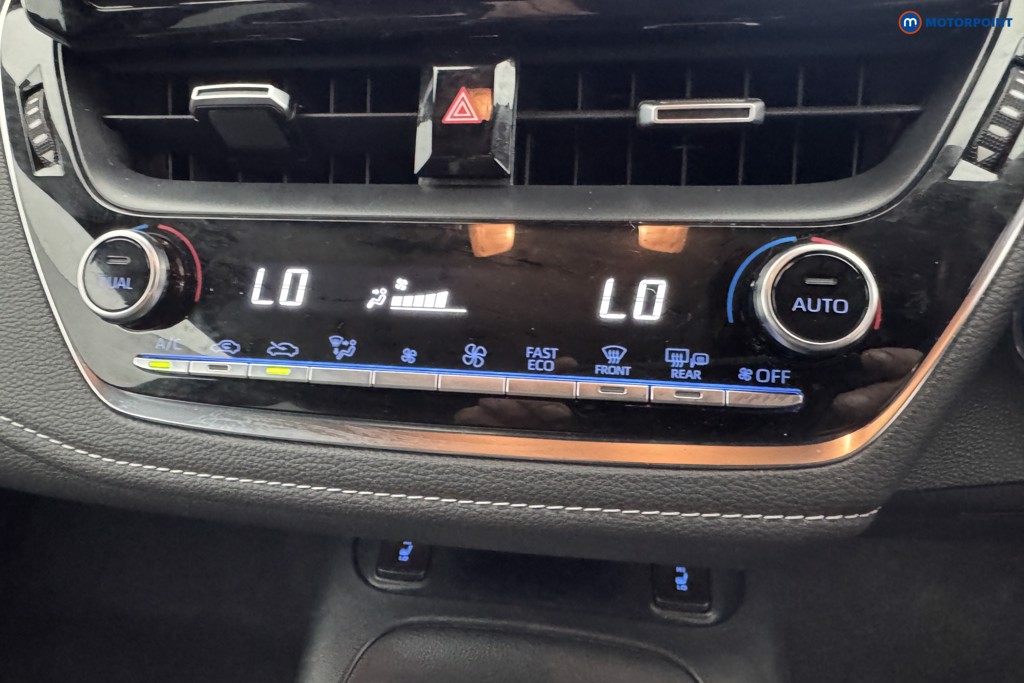 m MOTORPOINT
DUAL
LO
LO
AUTO
A/C
FAST
ECO
FRONT
REAR
OFF